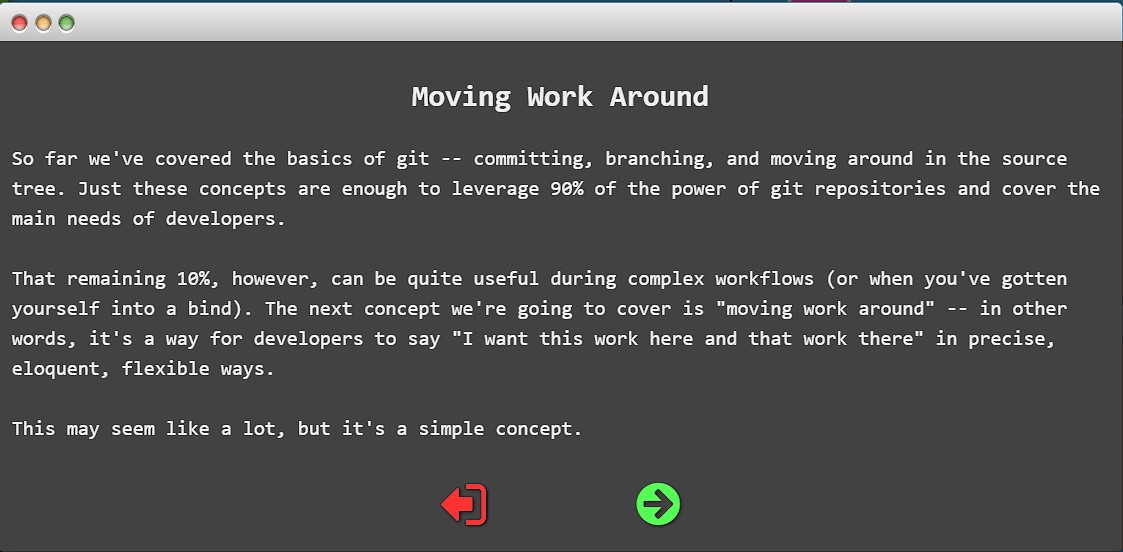 Moving Work Around
So far we've covered the basics of git -- committing, branching, and moving around in the source
tree. Just these concepts are enough to leverage 90% of the power of git repositories and cover the
main needs of developers.
That remaining 10%, however, can be quite useful during complex workflows (or when you've gotten
yourself into a bind). The next concept we're going to cover is "moving work around" -- in other
words, it's a way for developers to say "I want this work here and that work there" in precise,
eloquent, flexible ways.
This may seem like a lot, but it's a simple concept.